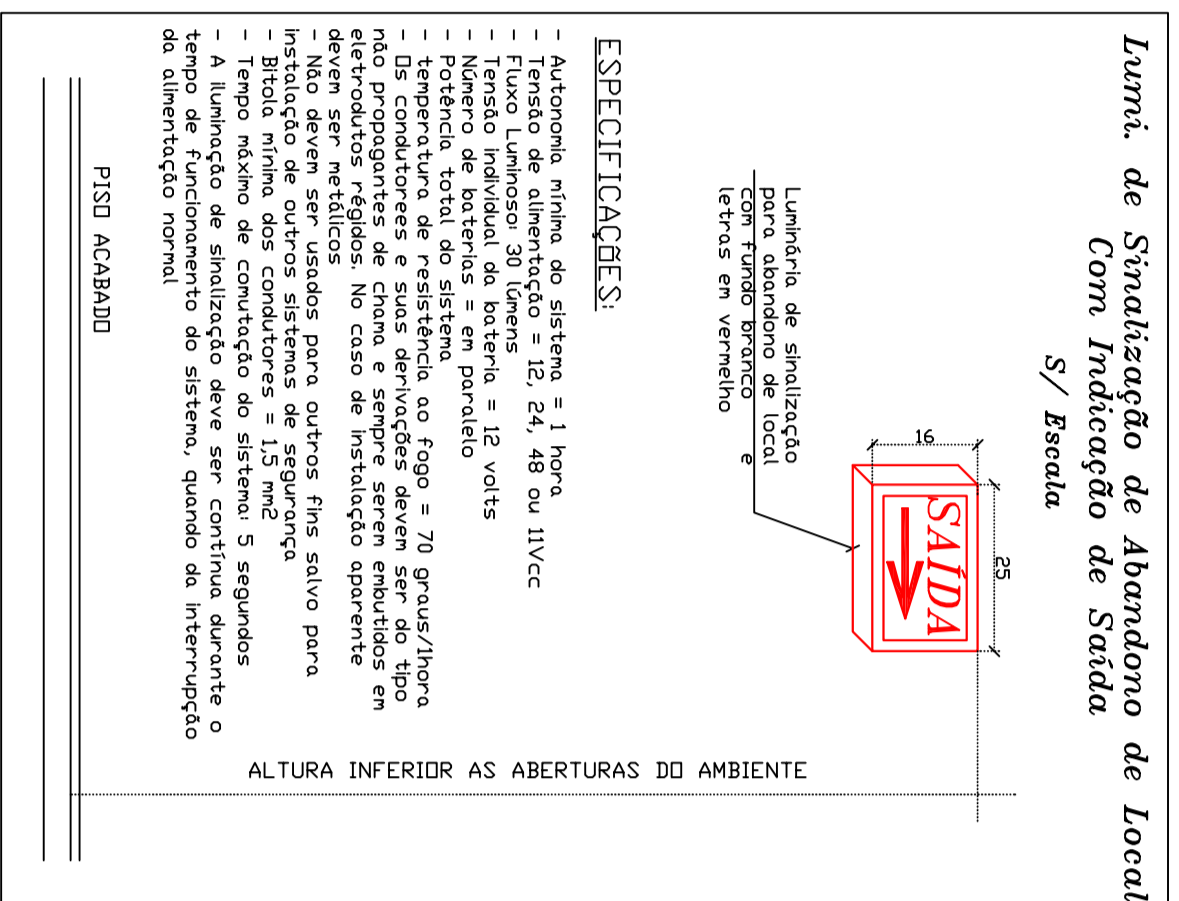 Lumi. de Sinalização de Abandono de Local
Com Indicação de Saída
S/ Escala
25
16
SAÍDA
Luminária de sinalização
para abandono de local
com fundo branco e
letras em vermelho
ESPECIFICAÇÕES:
- Autonomia mínima do sistema = 1 hora
- Tensão de alimentação = 12, 24, 48 ou 11Vcc
- Fluxo Luminoso: 30 lúmens
- Tensão individual da bateria = 12 volts
- Número de baterias = em paralelo
- Potência total do sistema
- temperatura de resistência ao fogo = 70 graus/1hora
- Os condutorees e suas derivações devem ser do tipo
não propagantes de chama e sempre serem embutidos em
eletrodutos régidos. No caso de instalação aparente
devem ser metálicos
- Não devem ser usados para outros fins salvo para
instalação de outros sistemas de segurança
- Bitola mínima dos condutores = 1,5 mm2
- Tempo máximo de comutação do sistema: 5 segundos
- A iluminação de sinalização deve ser contínua durante o
tempo de funcionamento do sistema, quando da interrupção
da alimentação normal
ALTURA INFERIOR AS ABERTURAS DO AMBIENTE
PISO ACABADO